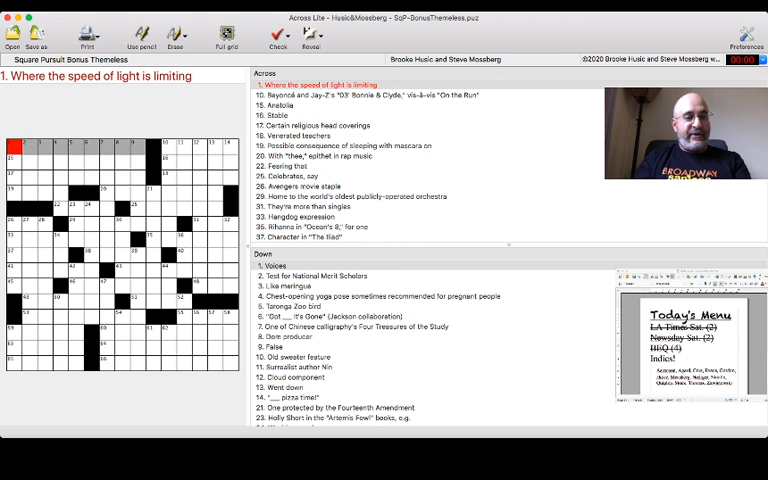 Across Lite - Husic&Mossberg - SqP-BonusThemeless.puz
Open
Save as
Print
Use pencil
Erase
Full grid
Check
Reveal
Preferences
Square Pursuit Bonus Themeless
Brooke Husic and Steve Mossberg
©2020 Brooke Husic and Steve Mossberg w...
00:00
1. Where the speed of light is limiting
Across
1. Where the speed of light is limiting
10. Beyoncé and Jay-Z's "03' Bonnie & Clyde," vis-à-vis "On the Run"
15. Anatolia
16. Stable
17. Certain religious head coverings
18. Venerated teachers
19. Possible consequence of sleeping with mascara on
20. With "thee," epithet in rap music
22. Fearing that
25. Celebrates, say
26. Avengers movie staple
29. Home to the world's oldest publicly-operated orchestra
31. They're more than singles
33. Hangdog expression
35. Rihanna in "Ocean's 8," for one
37. Character in "The Iliad"
Down
1. Voices
2. Test for National Merit Scholars
3. Like meringue
4. Chest-opening yoga pose sometimes recommended for pregnant people
5. Taronga Zoo bird
6. "Got ___ It's Gone" (Jackson collaboration)
7. One of Chinese calligraphy's Four Treasures of the Study
8. Dom producer
9. False
10. Old sweater feature
11. Surrealist author Nin
12. Cloud component
13. Went down
14. "___ pizza time!"
21. One protected by the Fourteenth Amendment
23. Holly Short in the "Artemis Fowl" books, e.g.
BROADWAY
Today's Menu
LA Times Sat. (2)
Newsday Sat. (2)
BEQ (4)
Indies!